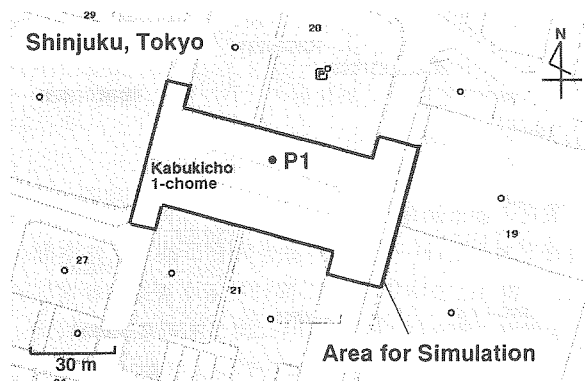 29
Shinjuku, Tokyo
20
N
P
P1
Kabukicho
1-chome
19
27
21
30 m
Area for Simulation